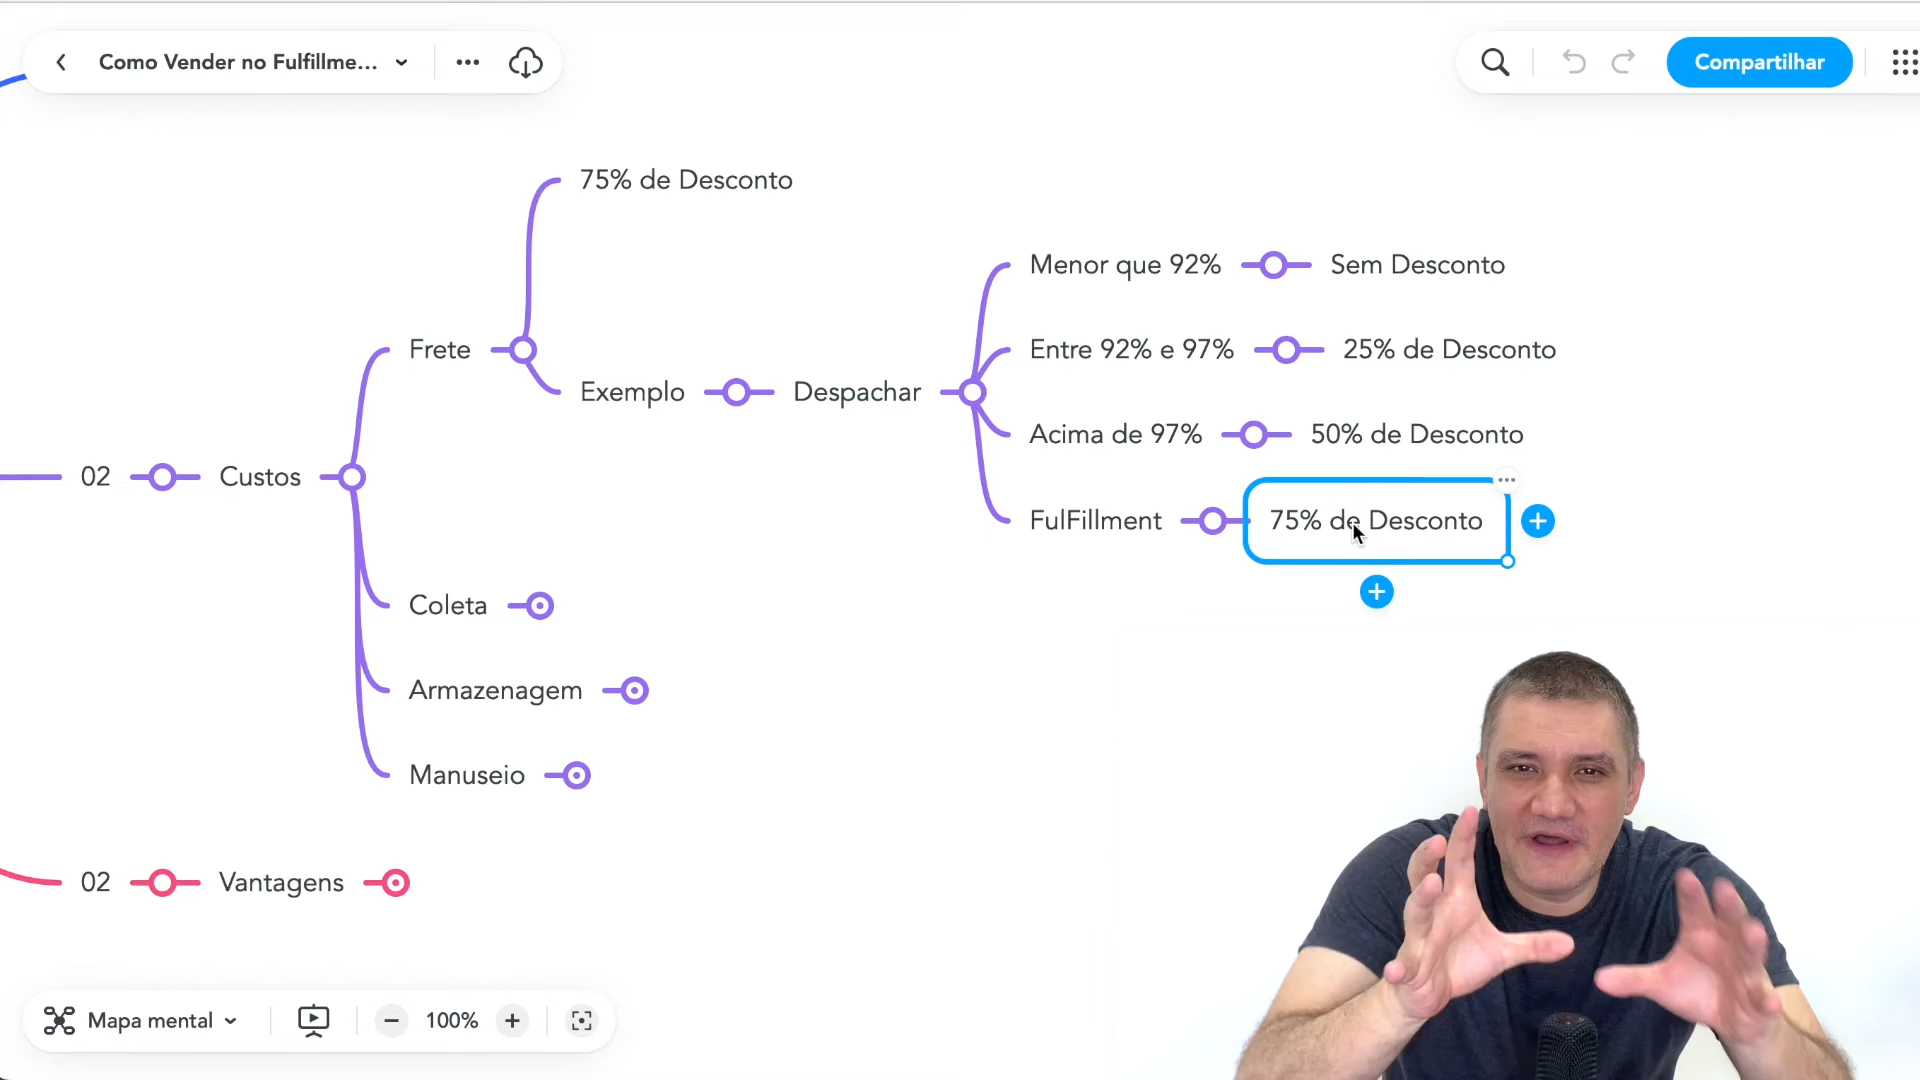 Como Vender no Fulfillme...
Compartilhar
75% de Desconto
Menor que 92% Sem Desconto
Frete
Entre 92% e 97% 25% de Desconto
Exemplo Despachar
Acima de 97% 50% de Desconto
02 Custos
FulFillment 75% de Desconto
Coleta
Armazenagem
Manuseio
02 Vantagens
Mapa mental 100%